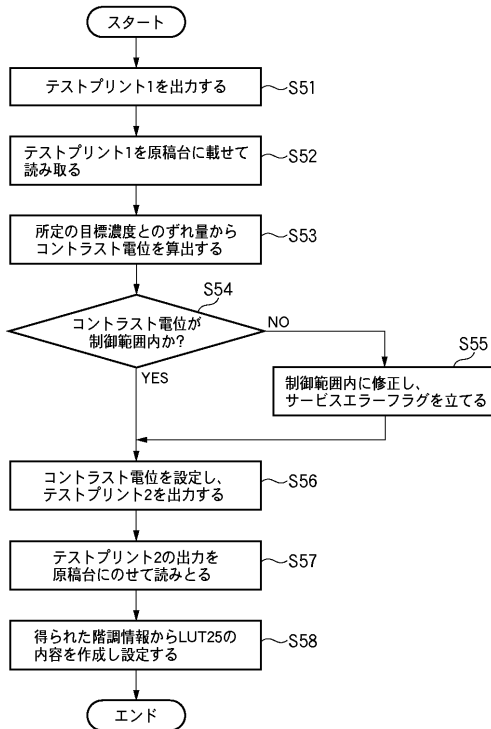 スタート
テストプリント1を出力する
S51
テストプリント1を原稿台に載せて
読み取る
S52
所定の目標濃度とのずれ量から
コントラスト電位を算出する
S53
S54
コントラスト電位が
制御範囲内か?
NO
YES
S55
制御範囲内に修正し、
サービスエラーフラグを立てる
コントラスト電位を設定し、
テストプリント2を出力する
S56
テストプリント2の出力を
原稿台にのせて読みとる
S57
得られた階調情報からLUT25の
内容を作成し設定する
S58
エンド